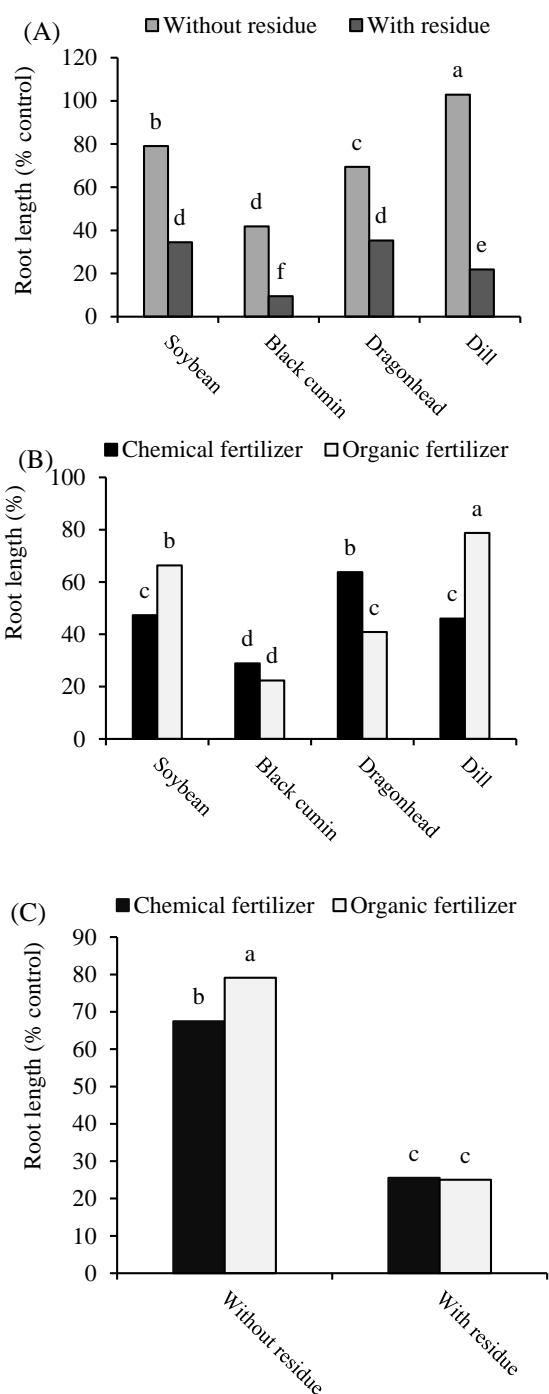 (A)
Without residue With residue
Root length (% control)
120
100
80
60
40
20
0
b
d
d
f
c
d
a
e
Soybean
Black cumin
Dragonhead
Dill
(B)
Chemical fertilizer Organic fertilizer
Root length (%)
100
80
60
40
20
0
c
b
d
d
b
c
c
a
Soybean
Black cumin
Dragonhead
Dill
(C)
Chemical fertilizer Organic fertilizer
Root length (% control)
90
80
70
60
50
40
30
20
10
0
b
a
c
c
Without residue
With residue